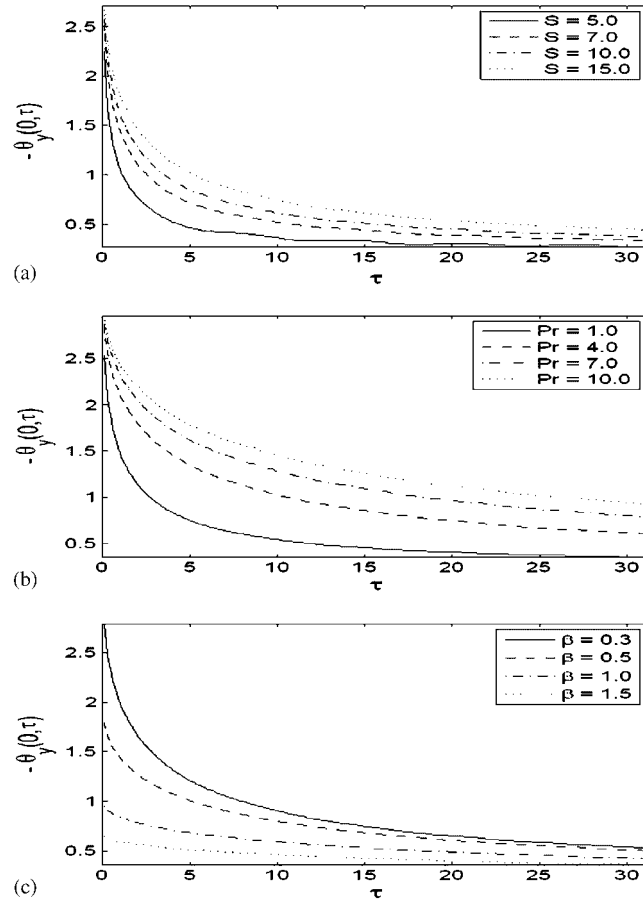 S = 5.0
S = 7.0
S = 10.0
S = 15.0
2.5
2
1.5
1
0.5
- θy(0,τ)
0 5 10 15 20 25 30
τ
(a)
Pr = 1.0
Pr = 4.0
Pr = 7.0
Pr = 10.0
2.5
2
1.5
1
0.5
- θy(0,τ)
0 5 10 15 20 25 30
τ
(b)
β = 0.3
β = 0.5
β = 1.0
β = 1.5
2.5
2
1.5
1
0.5
- θy(0,τ)
0 5 10 15 20 25 30
τ
(c)